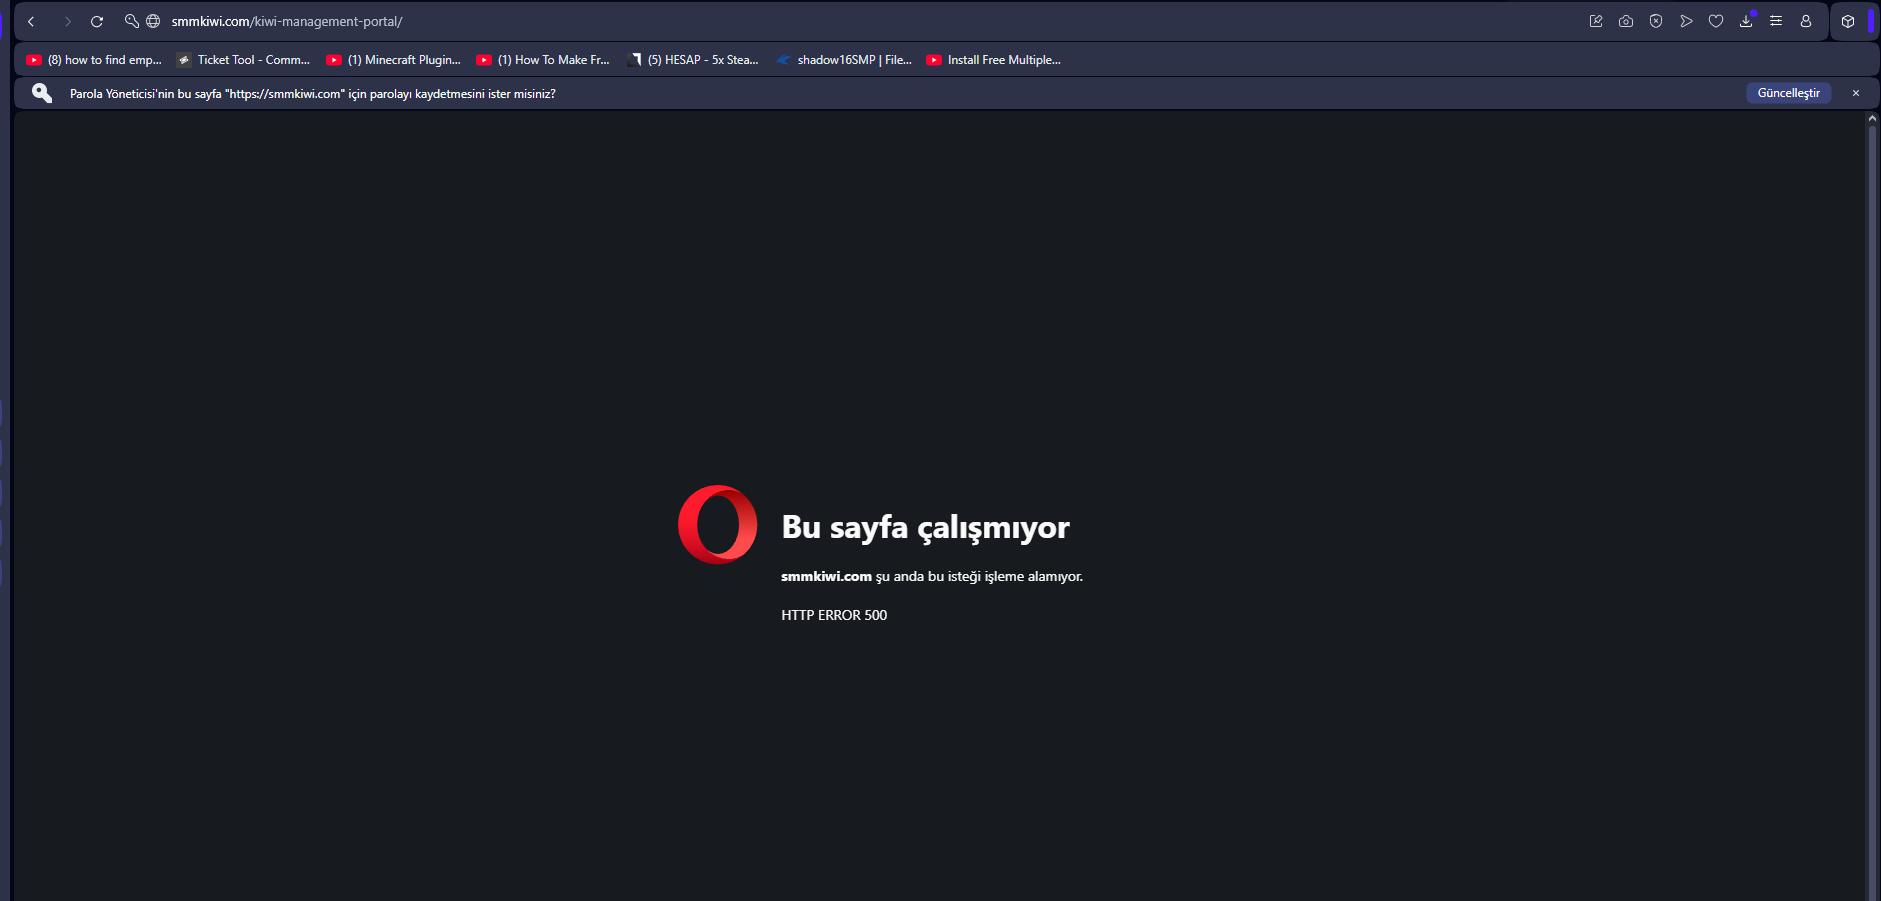 smmkiwi.com/kiwi-management-portal/
(8) how to find emp... Ticket Tool - Comm... (1) Minecraft Plugin... (1) How To Make Fr... (5) HESAP - 5x Stea... shadow16SMP | File... Install Free Multiple...
Parola Yöneticisi'nin bu sayfa "https://smmkiwi.com" için parolayı kaydetmesini ister misiniz? Güncelleştir
Bu sayfa çalışmıyor
smmkiwi.com şu anda bu isteği işleme alamıyor.
HTTP ERROR 500